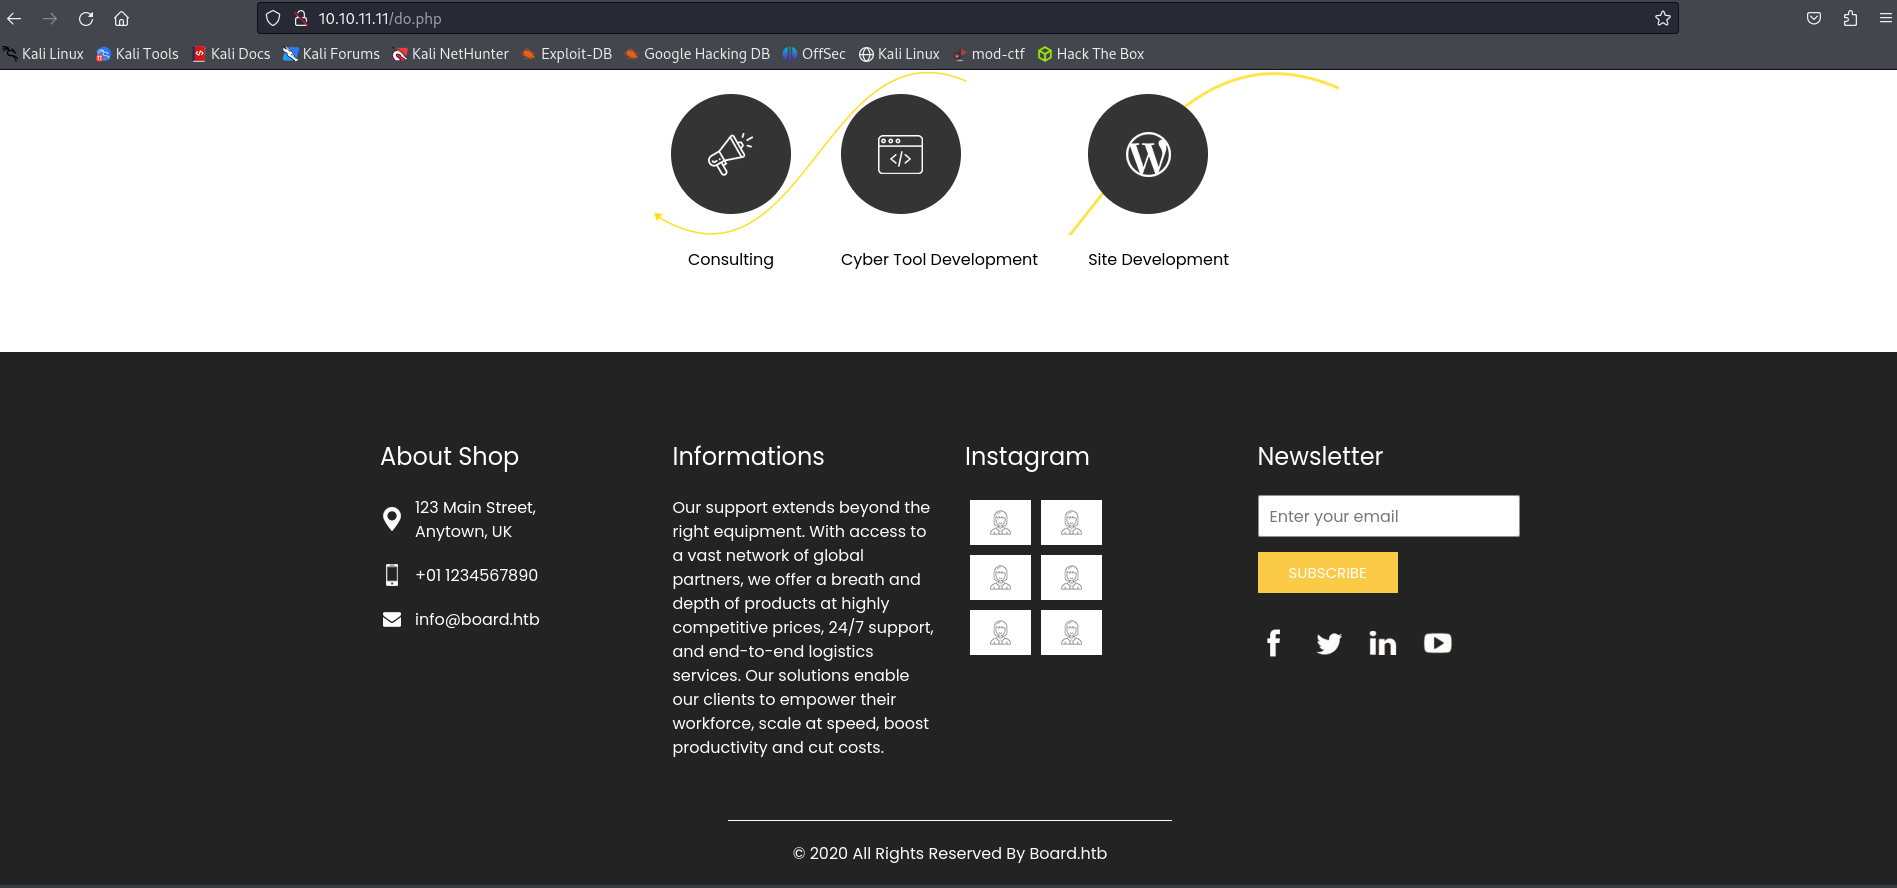 10.10.11.11/do.php
Kali Linux Kali Tools Kali Docs Kali Forums Kali NetHunter Exploit-DB Google Hacking DB OffSec Kali Linux mod-ctf Hack The Box
Consulting
Cyber Tool Development
Site Development
About Shop
123 Main Street,
Anytown, UK
+01 1234567890
info@board.htb
Informations
Our support extends beyond the
right equipment. With access to
a vast network of global
partners, we offer a breath and
depth of products at highly
competitive prices, 24/7 support,
and end-to-end logistics
services. Our solutions enable
our clients to empower their
workforce, scale at speed, boost
productivity and cut costs.
Instagram
Newsletter
Enter your email
SUBSCRIBE
© 2020 All Rights Reserved By Board.htb